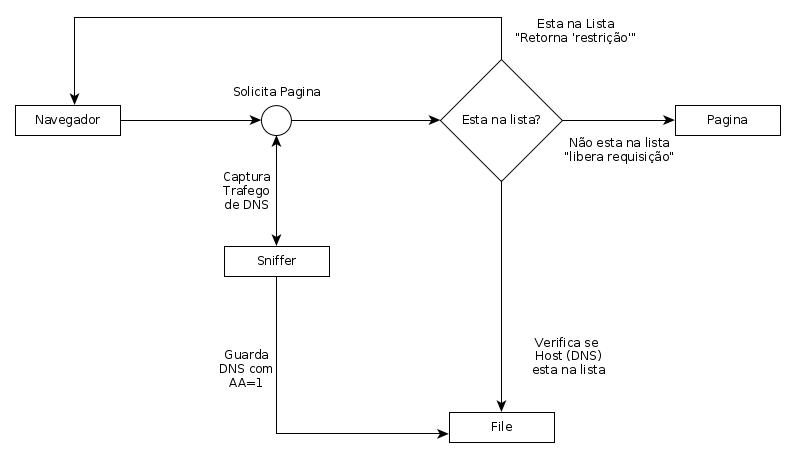 Esta na Lista
"Retorna 'restrição'"
Solicita Pagina
Navegador
Esta na lista?
Pagina
Não esta na lista
"libera requisição"
Captura
Trafego
de DNS
Sniffer
Guarda
DNS com
AA=1
Verifica se
Host (DNS)
esta na lista
File